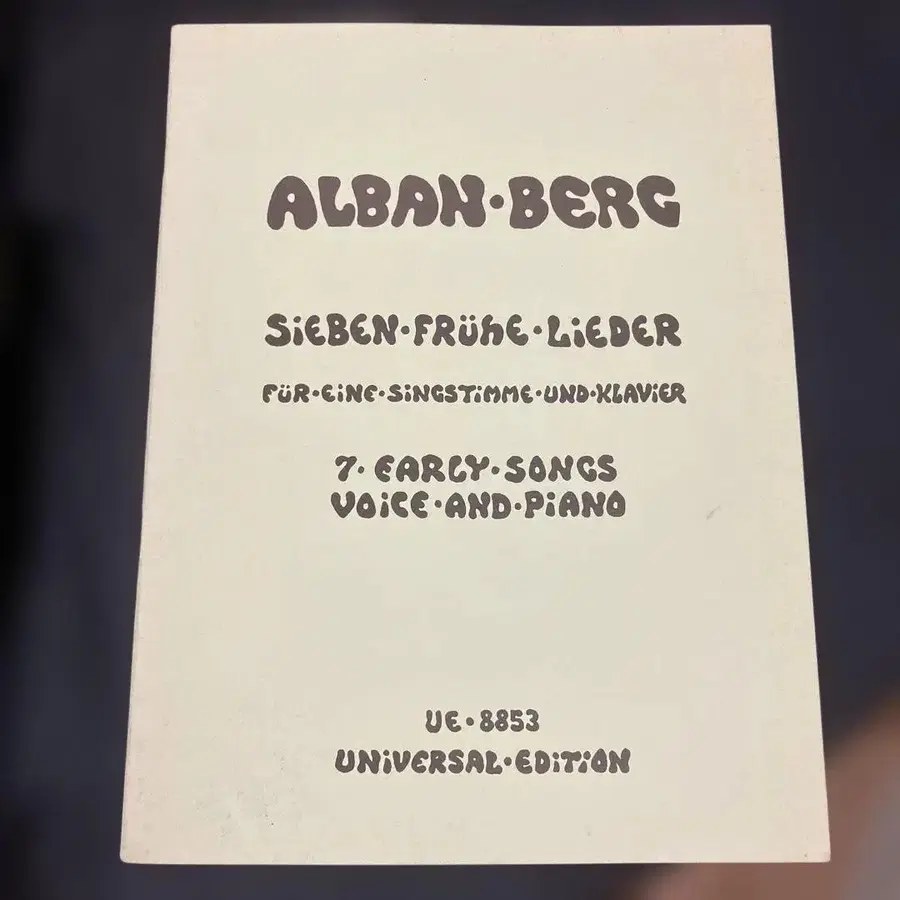 ALBAN·BERG
SiEBEN·FRÜhE·LiEDER
FÜR·EiNE·SiNGSTiMME·UND·KLAViER
7· EARLY·SONGS
VOiCE·AND·PiANO
UE·8853
UNiVERSAL·EDiTiON